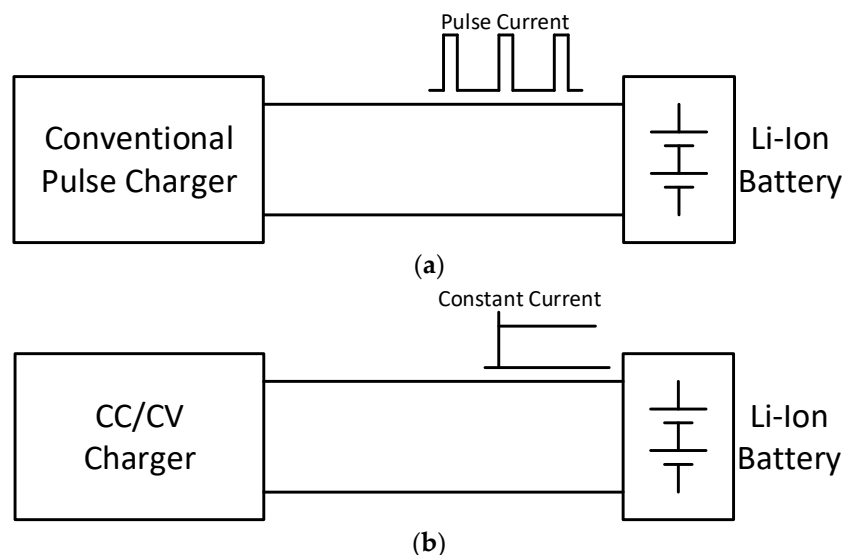 Pulse Current
Conventional
Pulse Charger
Li-Ion
Battery
(a)
Constant Current
CC/CV
Charger
Li-Ion
Battery
(b)